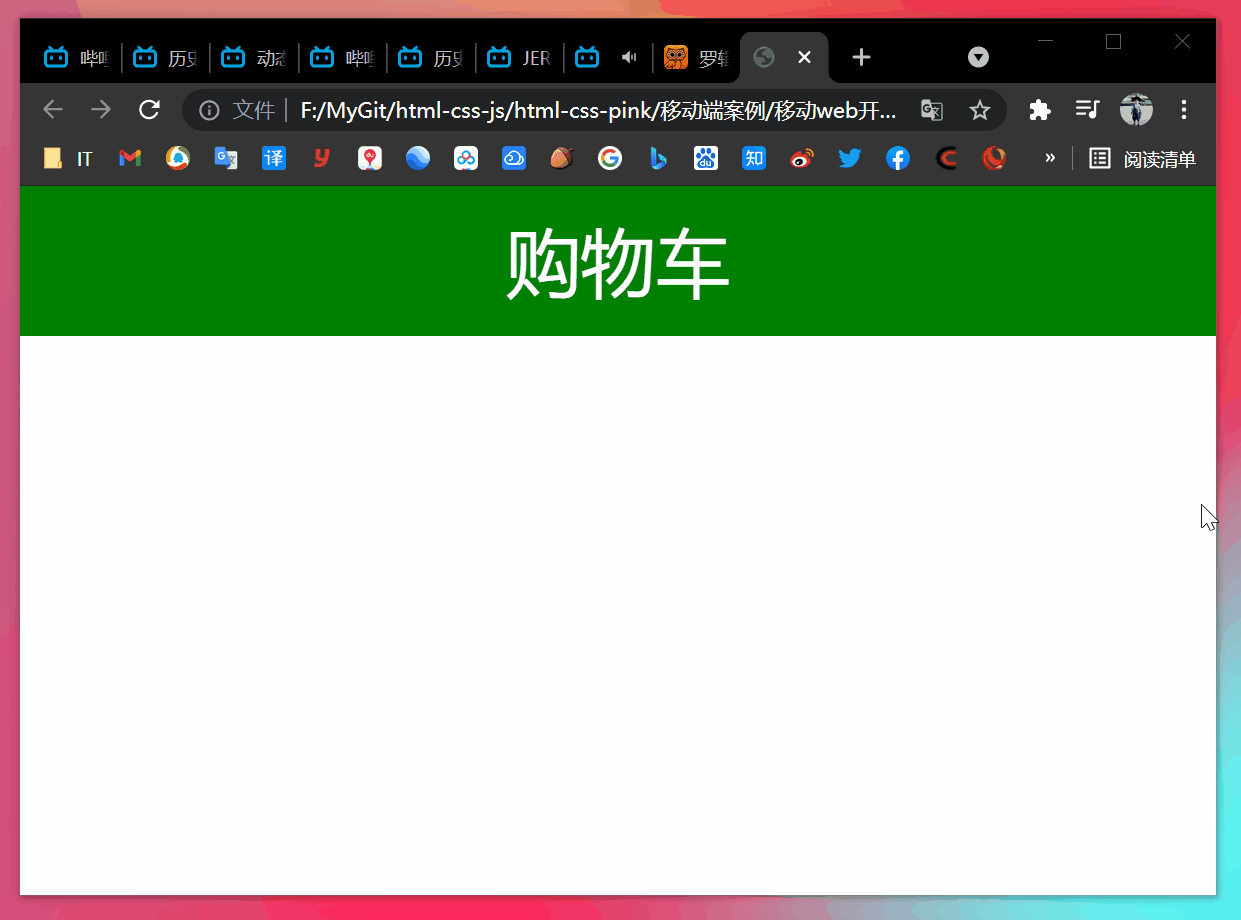 哔哩 历史 动态 哔哩 历史 JER 罗辑
文件 F:/MyGit/html-css-js/html-css-pink/移动端案例/移动web开...
IT 译 du 知 » 阅读清单
购物车